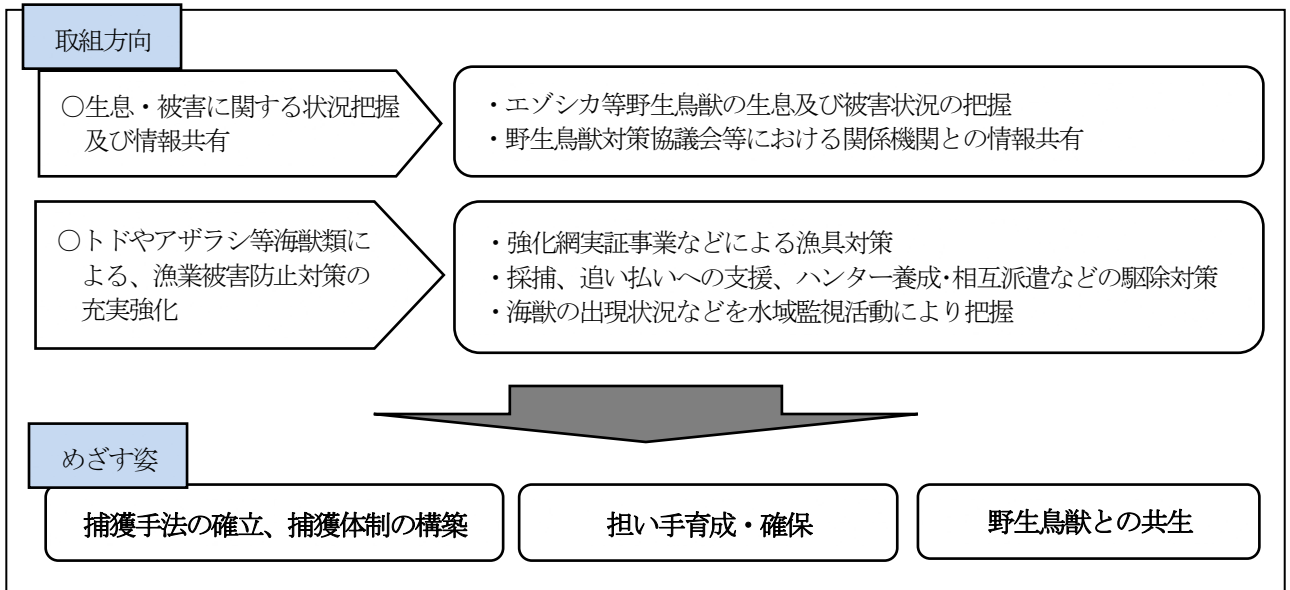 取組方向
○生息・被害に関する状況把握
及び情報共有
・エゾシカ等野生鳥獣の生息及び被害状況の把握
・野生鳥獣対策協議会等における関係機関との情報共有
○トドやアザラシ等海獣類に
よる、漁業被害防止対策の
充実強化
・強化網実証事業などによる漁具対策
・採捕、追い払いへの支援、ハンター養成・相互派遣などの駆除対策
・海獣の出現状況などを水域監視活動により把握
めざす姿
捕獲手法の確立、捕獲体制の構築
担い手育成・確保
野生鳥獣との共生